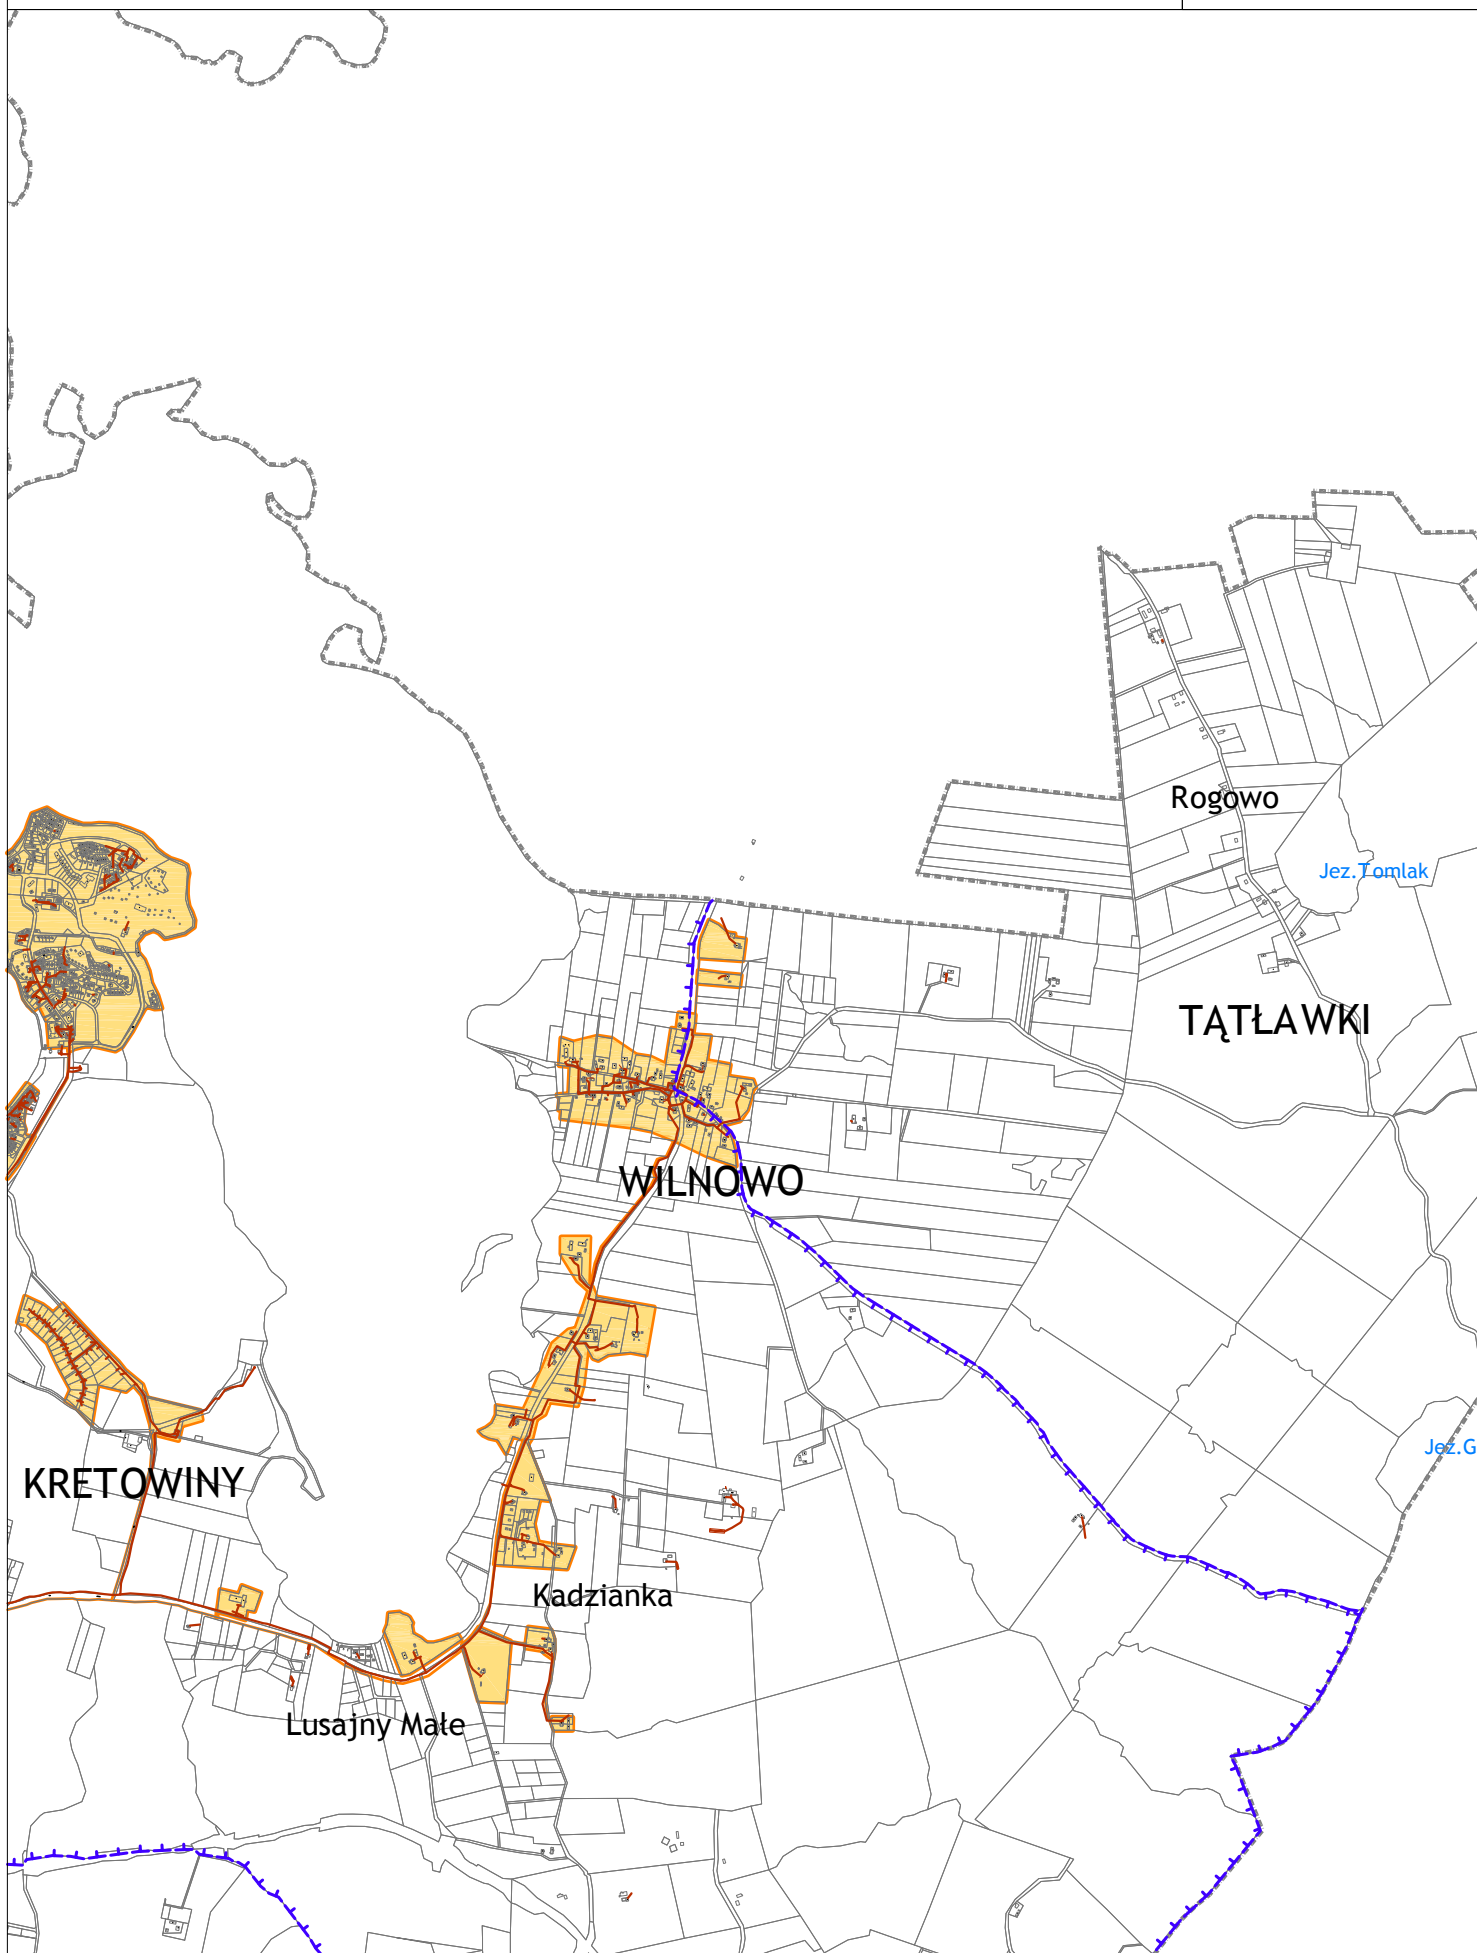 Rogowo
Jez.Tomlak
TĄTŁAWKI
WILNOWO
Jez.G
KRETOWINY
Kadzianka
Lusajny Małe